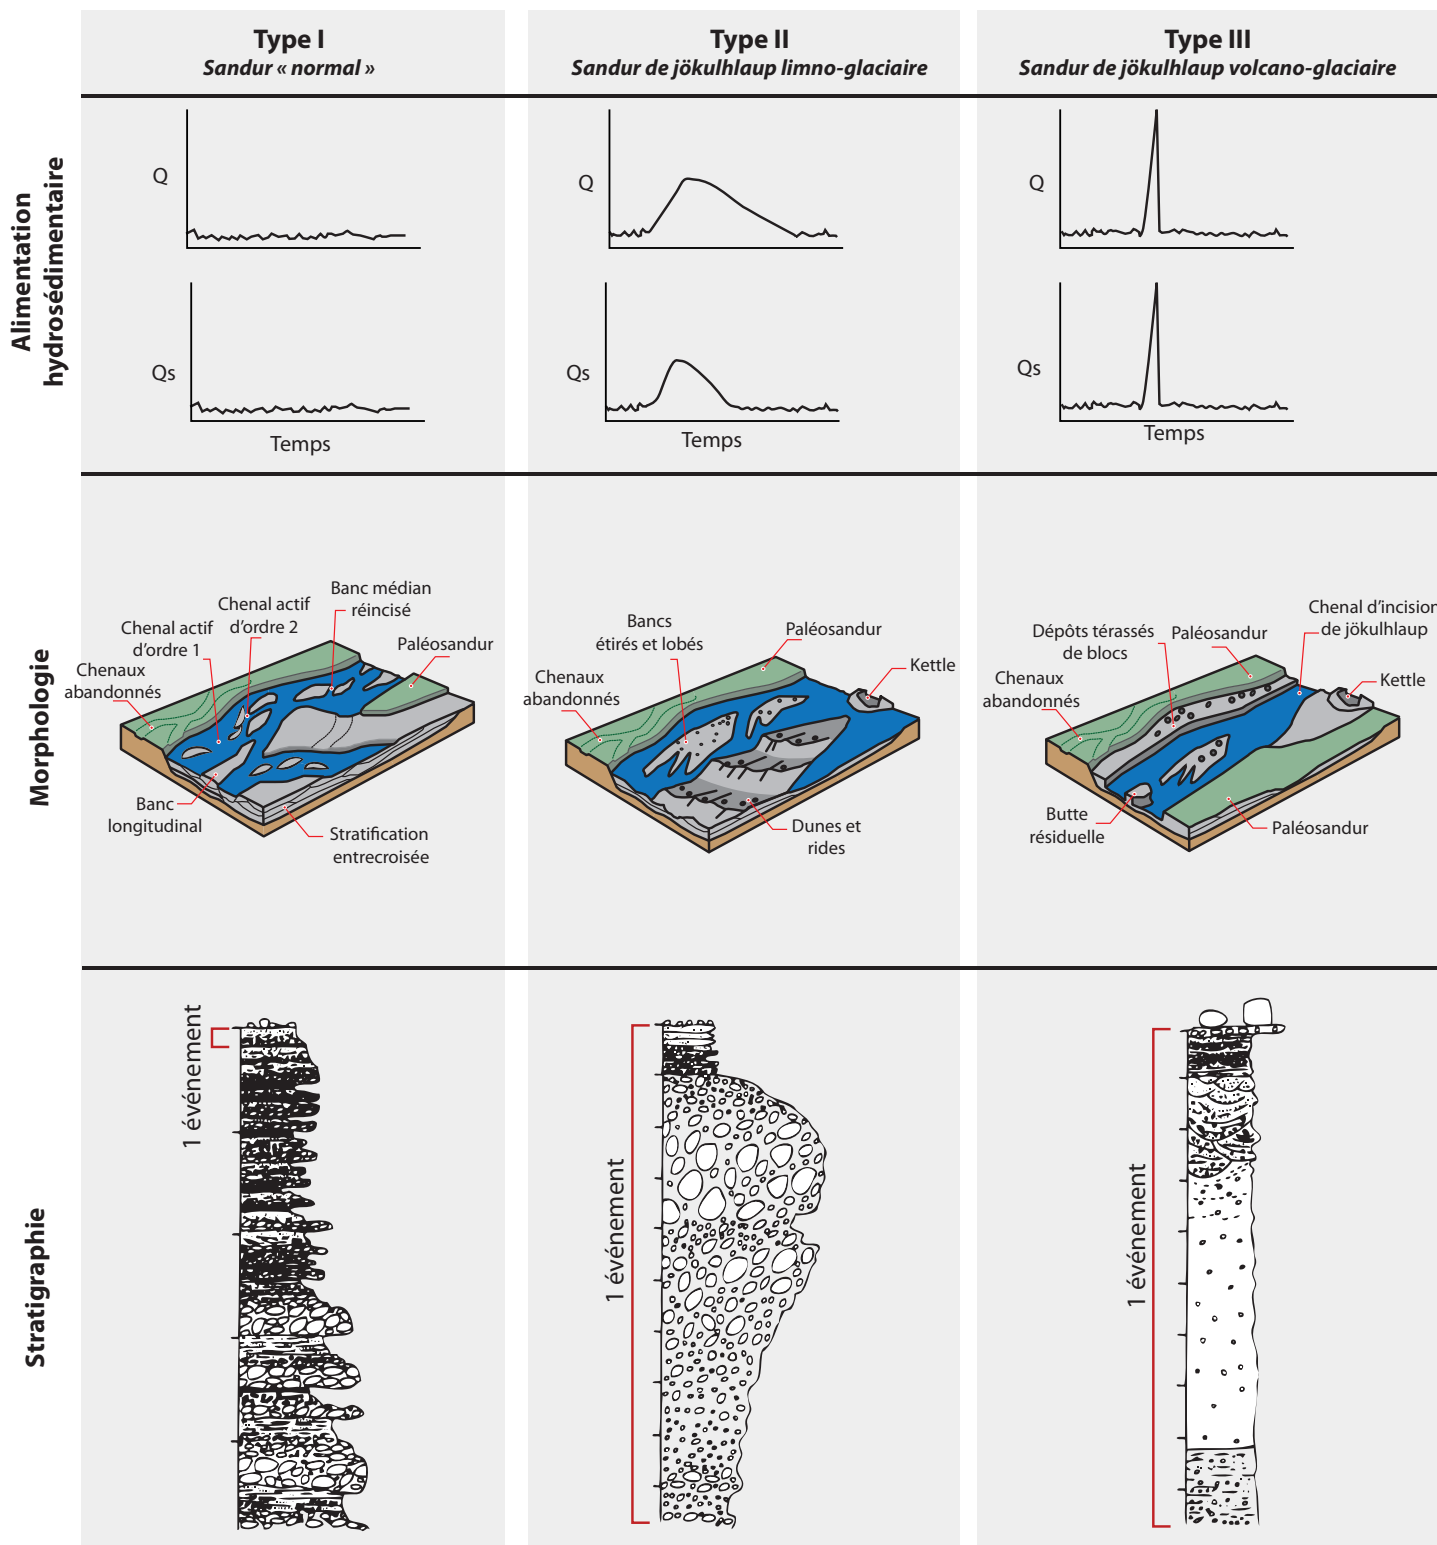 Type I
Sandur « normal »
Type II
Sandur de jökulhlaup limno-glaciaire
Type III
Sandur de jökulhlaup volcano-glaciaire
Alimentation
hydrosédimentaire
Q
Qs
Temps
Q
Qs
Temps
Q
Qs
Temps
Morphologie
Chenaux
abandonnés
Chenal actif
d'ordre 1
Chenal actif
d'ordre 2
Banc médian
réincisé
Paléosandur
Banc
longitudinal
Stratification
entrecroisée
Chenaux
abandonnés
Bancs
étirés et lobés
Paléosandur
Kettle
Dunes et
rides
Chenaux
abandonnés
Dépôts térassés
de blocs
Paléosandur
Chenal d'incision
de jökulhlaup
Kettle
Butte
résiduelle
Paléosandur
Stratigraphie
1 événement
1 événement
1 événement